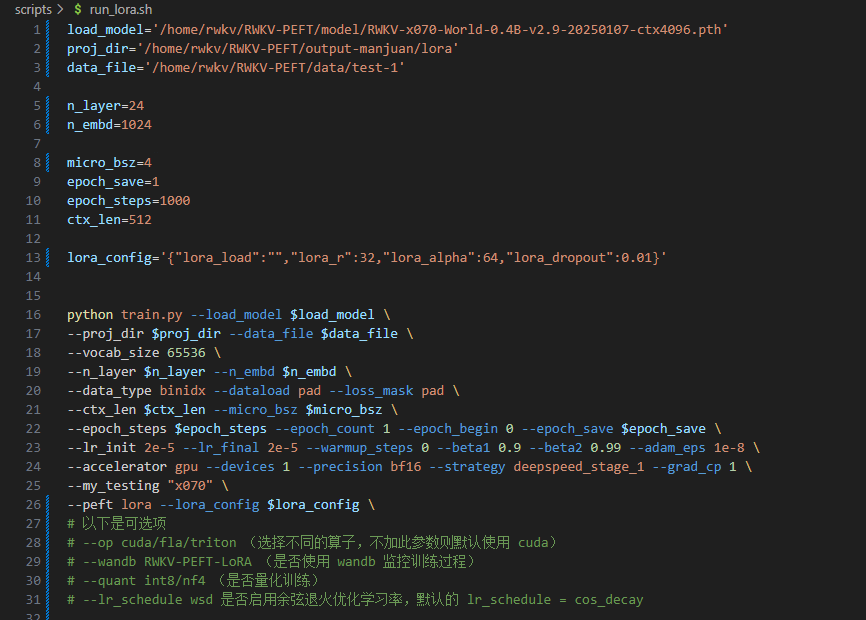 scripts > $ run_lora.sh
1 load_model='/home/rwkv/RWKV-PEFT/model/RWKV-x070-World-0.4B-v2.9-20250107-ctx4096.pth'
2 proj_dir='/home/rwkv/RWKV-PEFT/output-manjuan/lora'
3 data_file='/home/rwkv/RWKV-PEFT/data/test-1'
4
5 n_layer=24
6 n_embd=1024
7
8 micro_bsz=4
9 epoch_save=1
10 epoch_steps=1000
11 ctx_len=512
12
13 lora_config='{"lora_load":"","lora_r":32,"lora_alpha":64,"lora_dropout":0.01}'
14
15
16 python train.py --load_model $load_model \
17 --proj_dir $proj_dir --data_file $data_file \
18 --vocab_size 65536 \
19 --n_layer $n_layer --n_embd $n_embd \
20 --data_type binidx --dataload pad --loss_mask pad \
21 --ctx_len $ctx_len --micro_bsz $micro_bsz \
22 --epoch_steps $epoch_steps --epoch_count 1 --epoch_begin 0 --epoch_save $epoch_save \
23 --lr_init 2e-5 --lr_final 2e-5 --warmup_steps 0 --beta1 0.9 --beta2 0.99 --adam_eps 1e-8 \
24 --accelerator gpu --devices 1 --precision bf16 --strategy deepspeed_stage_1 --grad_cp 1 \
25 --my_testing "x070" \
26 --peft lora --lora_config $lora_config \
27 # 以下是可选项
28 # --op cuda/fla/triton （选择不同的算子，不加此参数则默认使用 cuda）
29 # --wandb RWKV-PEFT-LoRA （是否使用 wandb 监控训练过程）
30 # --quant int8/nf4 （是否量化训练）
31 # --lr_schedule wsd 是否启用余弦退火优化学习率，默认的 lr_schedule = cos_decay
32